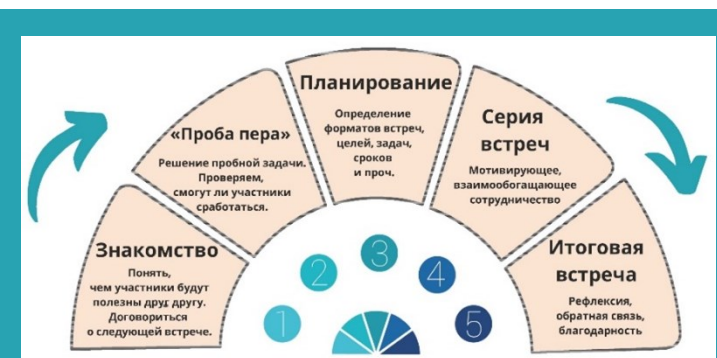 Знакомство
Понять,
чем участники будут
полезны друг другу.
Договориться
о следующей встрече.
«Проба пера»
Решение пробной задачи.
Проверяем,
смогут ли участники
сработаться.
Планирование
Определение
форматов встреч,
целей, задач,
сроков
и проч.
Серия
встреч
Мотивирующее,
взаимообогащающее
сотрудничество
Итоговая
встреча
Рефлексия,
обратная связь,
благодарность
1
2
3
4
5